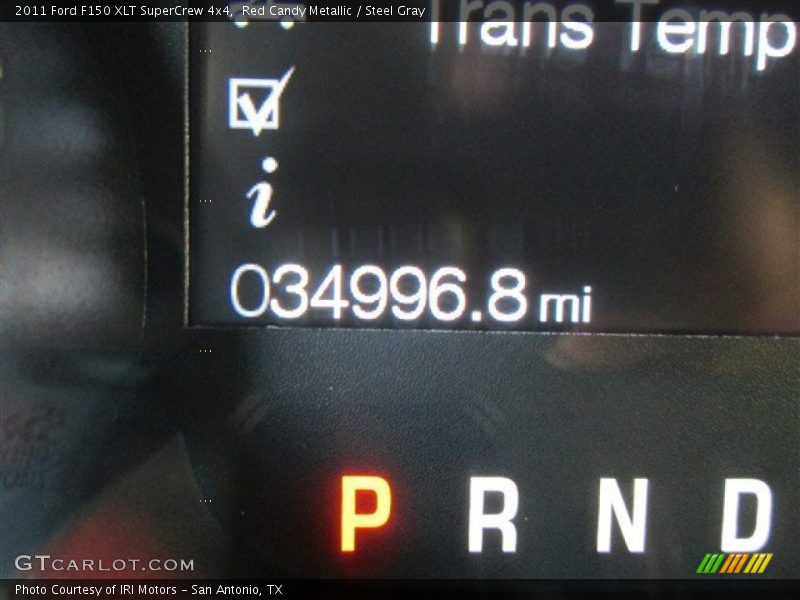 2011 Ford F150 XLT SuperCrew 4x4, Red Candy Metallic / Steel Gray
Trans Temp
i
034996.8 mi
P R N D
GTCARLOT.COM
Photo Courtesy of IRI Motors - San Antonio, TX